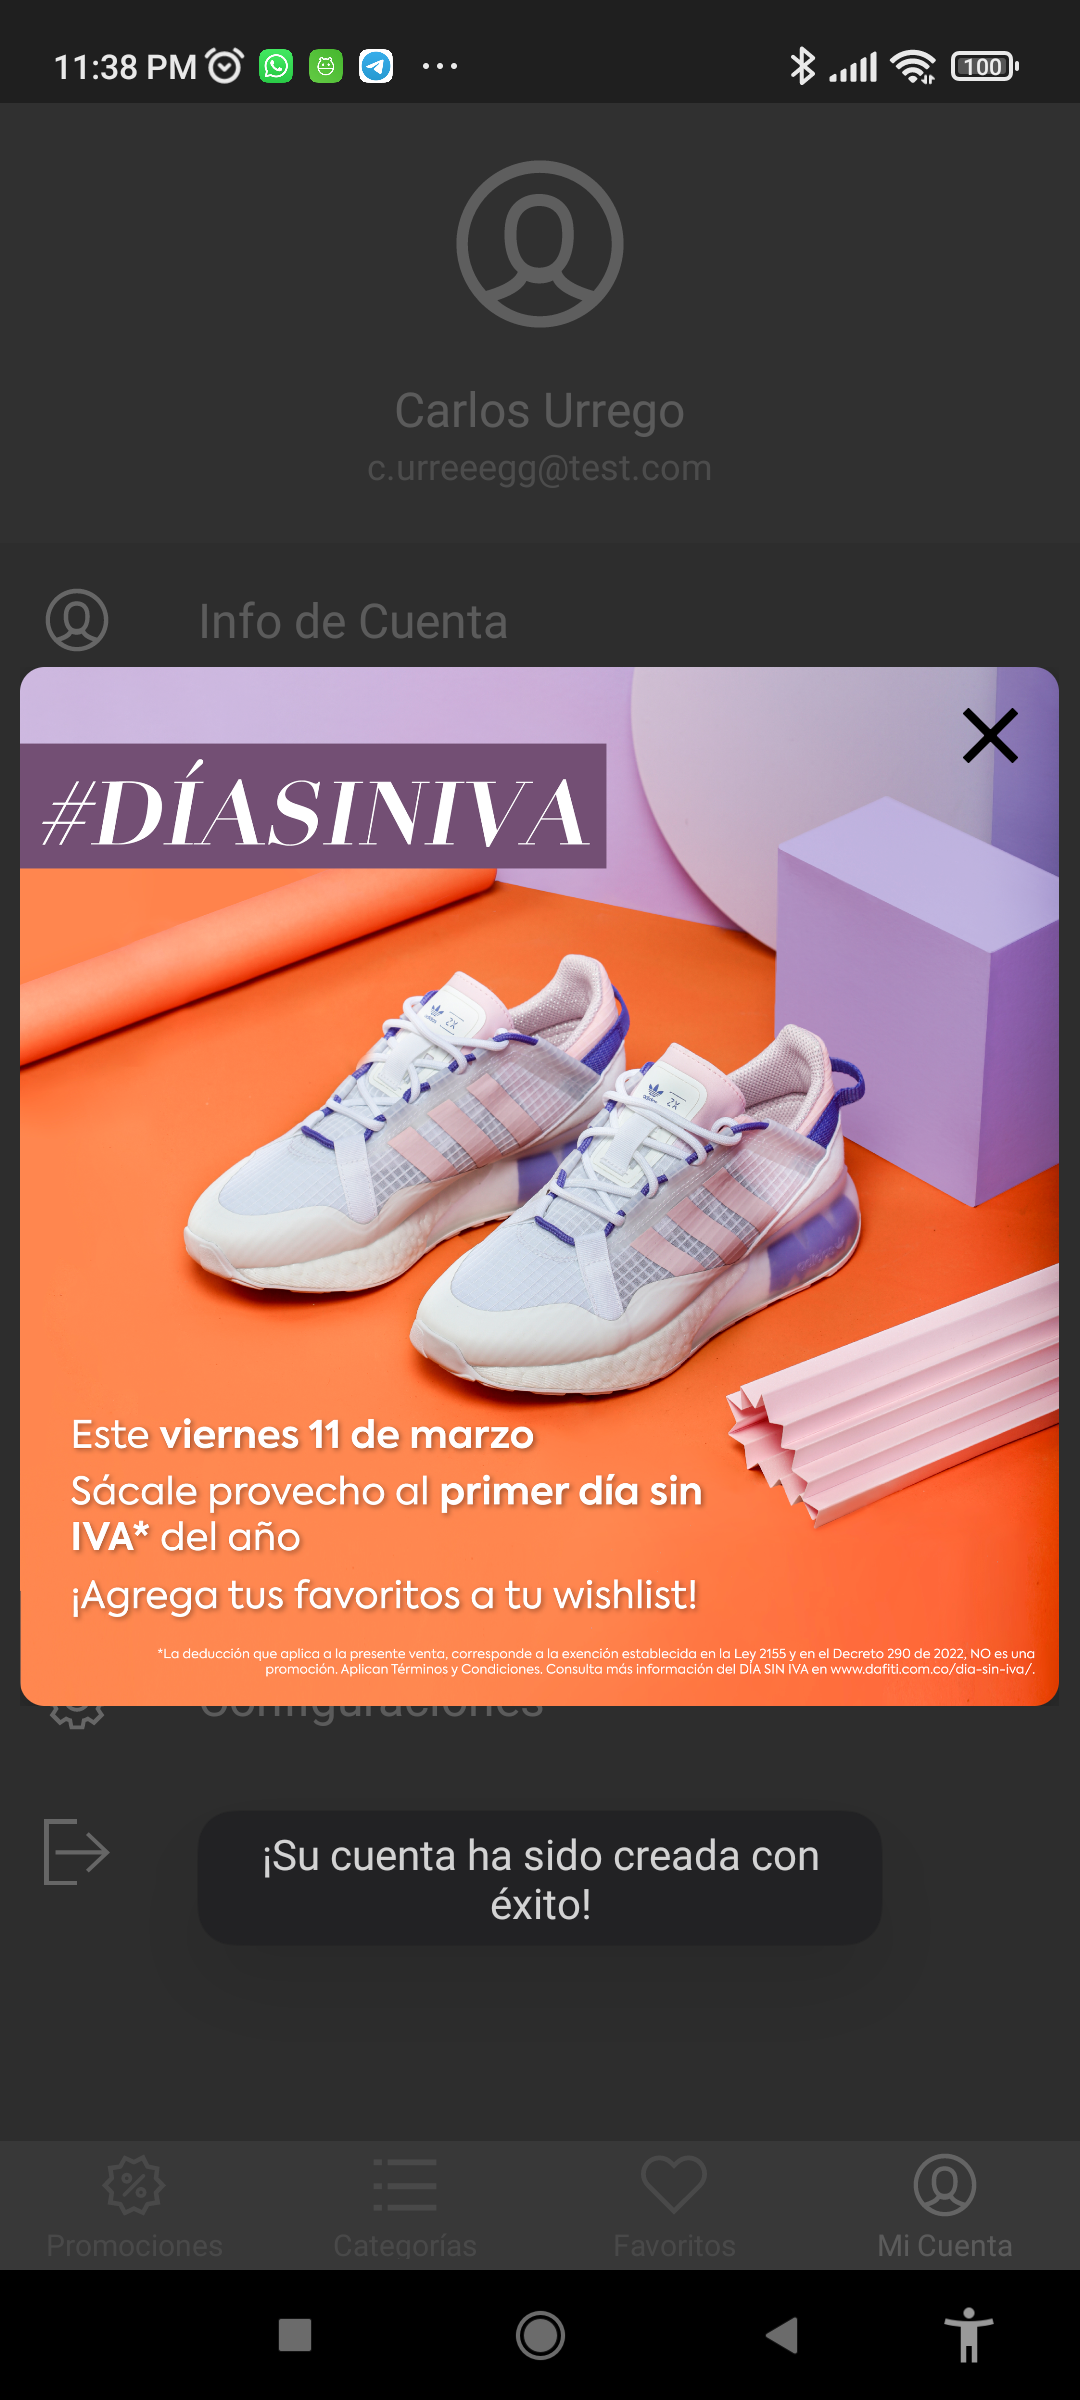 11:38 PM
100
Carlos Urrego
c.urreeegg@test.com
Info de Cuenta
#DÍASINIVA
Este viernes 11 de marzo
Sácale provecho al primer día sin
IVA* del año
¡Agrega tus favoritos a tu wishlist!
*La deducción que aplica a la presente venta, corresponde a la exención establecida en la Ley 2155 y en el Decreto 290 de 2022, NO es una
promoción. Aplican Términos y Condiciones. Consulta más información del DÍA SIN IVA en www.dafiti.com.co/dia-sin-iva/.
Configuraciones
¡Su cuenta ha sido creada con
éxito!
Promociones
Categorías
Favoritos
Mi Cuenta